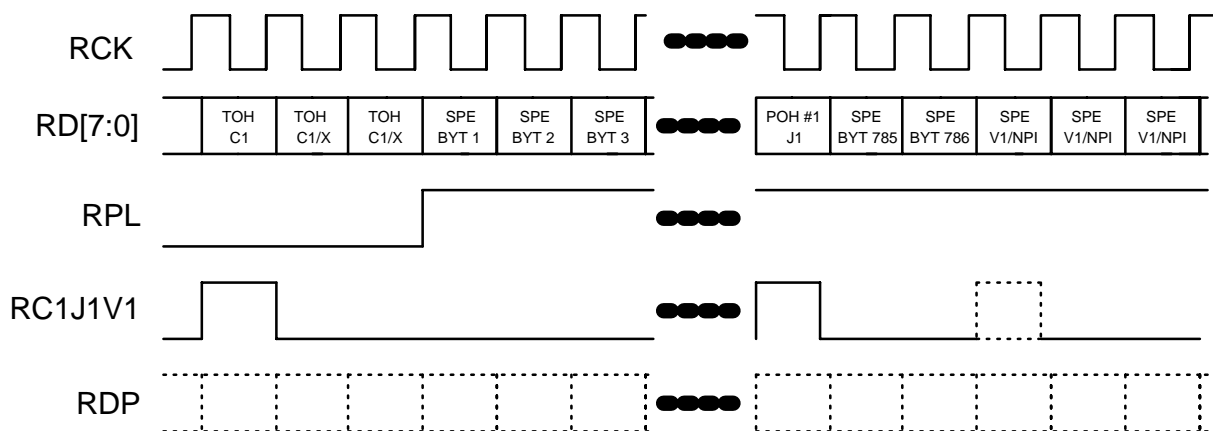 RCK
RD[7:0]
TOH TOH TOH SPE SPE SPE POH #1 SPE SPE SPE SPE SPE
C1 C1/X C1/X BYT 1 BYT 2 BYT 3 J1 BYT 785 BYT 786 V1/NPI V1/NPI V1/NPI
RPL
RC1J1V1
RDP